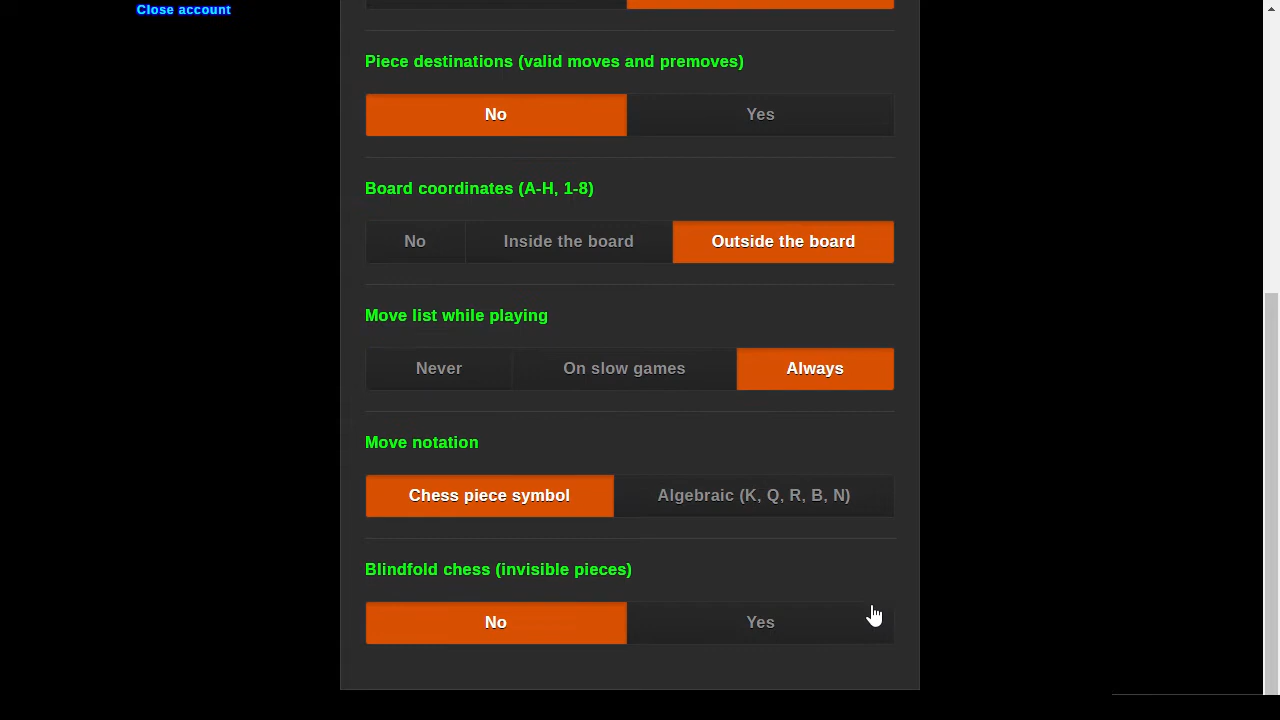 Close account
Piece destinations (valid moves and premoves)
No Yes
Board coordinates (A-H, 1-8)
No Inside the board Outside the board
Move list while playing
Never On slow games Always
Move notation
Chess piece symbol Algebraic (K, Q, R, B, N)
Blindfold chess (invisible pieces)
No Yes